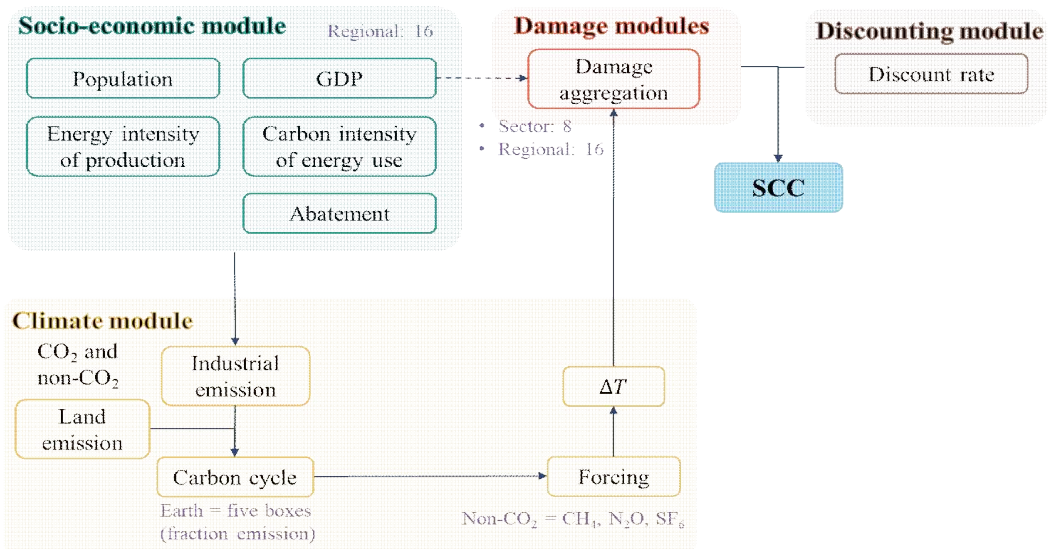 Socio-economic module
Regional: 16
Population
GDP
Energy intensity
of production
Carbon intensity
of energy use
Abatement
Damage modules
Damage
aggregation
• Sector: 8
• Regional: 16
Discounting module
Discount rate
SCC
Climate module
CO₂ and
non-CO₂
Industrial
emission
Land
emission
Carbon cycle
Earth = five boxes
(fraction emission)
ΔT
Forcing
Non-CO₂ = CH₄, N₂O, SF₆